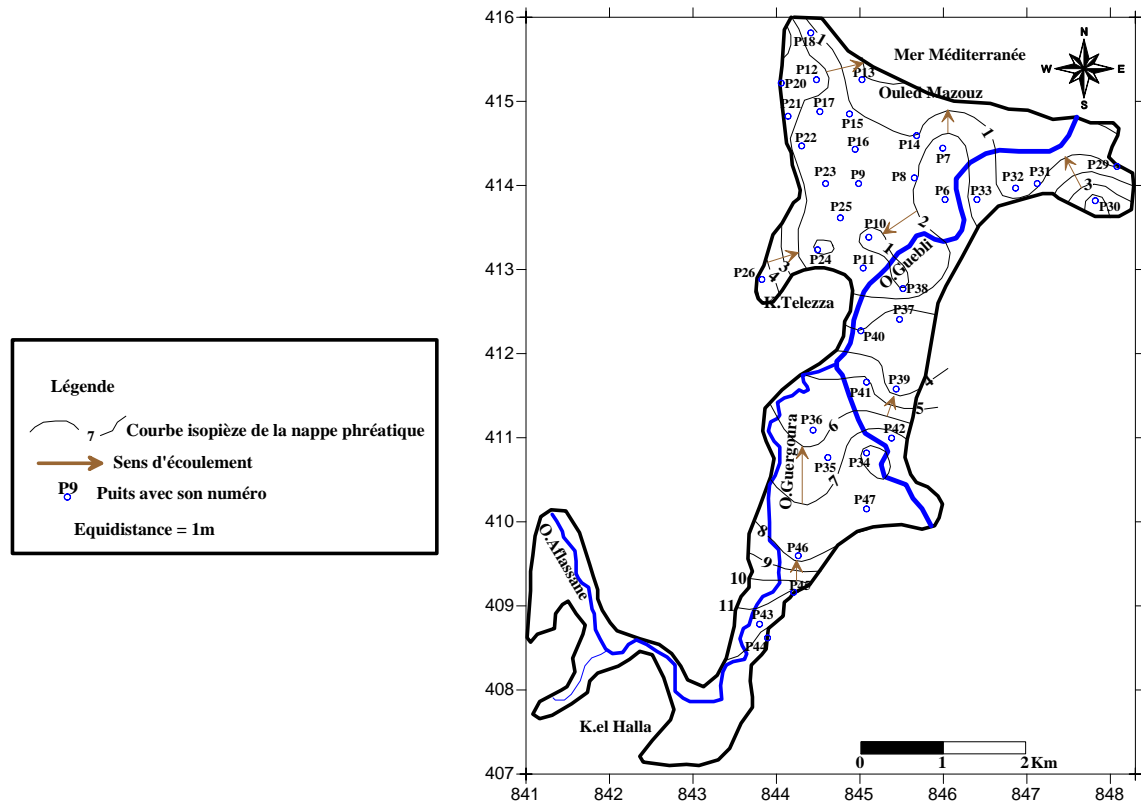 416
415
414
413
412
411
410
409
408
407
841
842
843
844
845
846
847
848
Mer Méditerranée
N
W
E
S
Ouled Mazouz
P18
1
P12
P13
P20
P17
P21
P15
P22
P16
P14
P7
1
P23
P9
P8
P6
P33
P32
P31
P29
3
P30
P25
P10
2
1
P24
P11
O.Guebli
P26
3
4
K.Telezza
P38
P37
P40
P41
P39
4
5
P36
6
P42
O.Guergoura
P35
P34
7
P47
8
P46
9
10
P45
11
P43
P44
O.Aflassane
K.el Halla
0
1
2 Km
Légende
7 Courbe isopièze de la nappe phréatique
Sens d'écoulement
P9 Puits avec son numéro
Equidistance = 1m